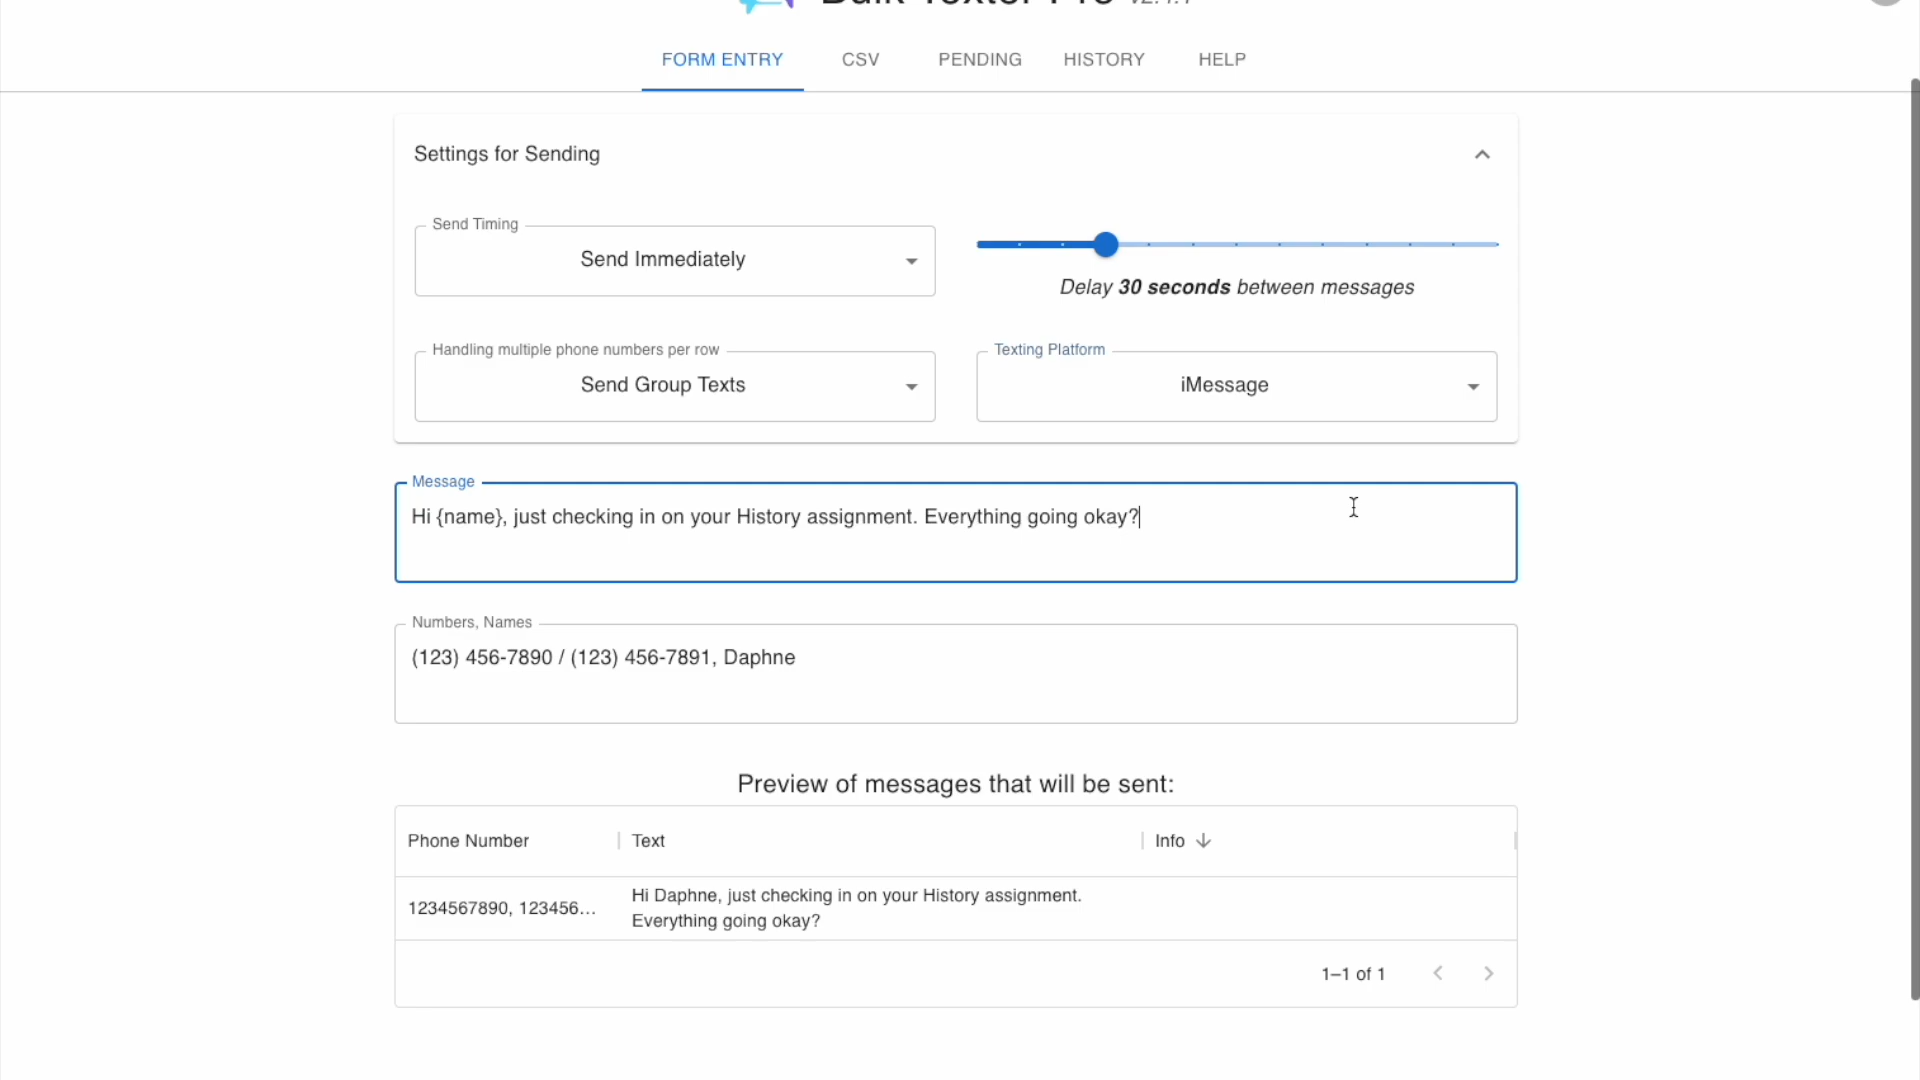 Bulk Texter Pro
FORM ENTRY CSV PENDING HISTORY HELP
Settings for Sending
Send Timing
Send Immediately
Delay 30 seconds between messages
Handling multiple phone numbers per row
Send Group Texts
Texting Platform
iMessage
Message
Hi {name}, just checking in on your History assignment. Everything going okay?
Numbers, Names
(123) 456-7890 / (123) 456-7891, Daphne
Preview of messages that will be sent:
Phone Number Text Info
1234567890, 123456... Hi Daphne, just checking in on your History assignment.
Everything going okay?
1–1 of 1